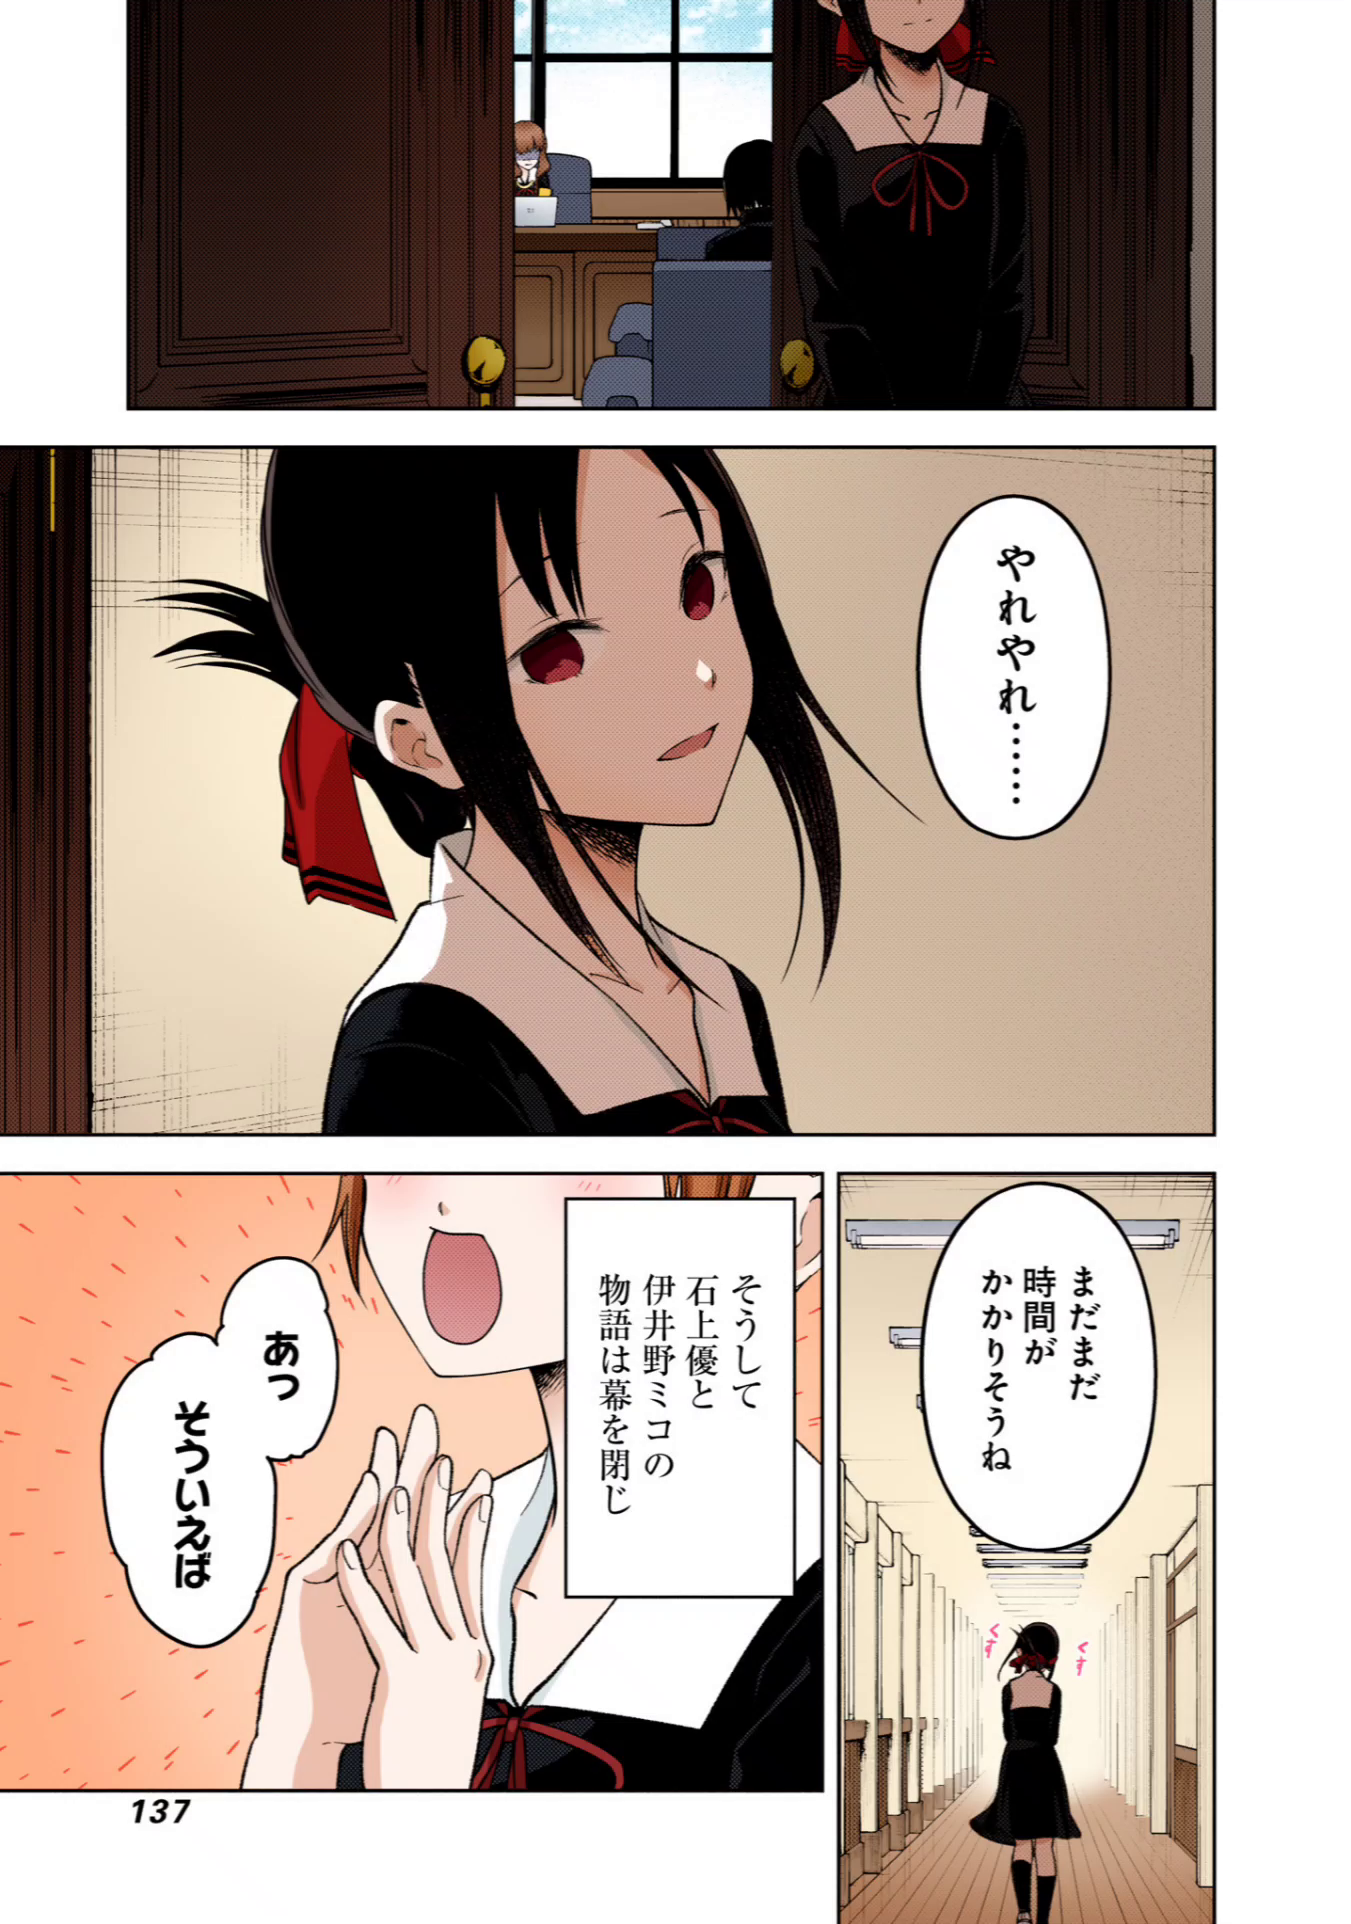 やれやれ……
まだまだ
時間が
かかりそうね
くす
くす
そうして
石上優と
伊井野ミコの
物語は幕を閉じ
あっ
そういえば
137